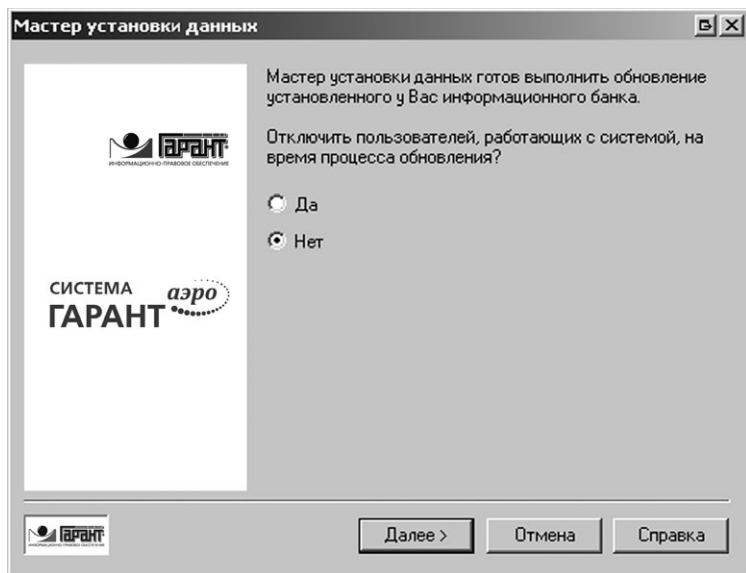 Мастер установки данных
Мастер установки данных готов выполнить обновление
установленного у Вас информационного банка.
Отключить пользователей, работающих с системой, на
время процесса обновления?
Да
Нет
Гарант
ИНФОРМАЦИОННО-ПРАВОВОЕ ОБЕСПЕЧЕНИЕ
СИСТЕМА
ГАРАНТ аэро
Гарант
Далее >
Отмена
Справка